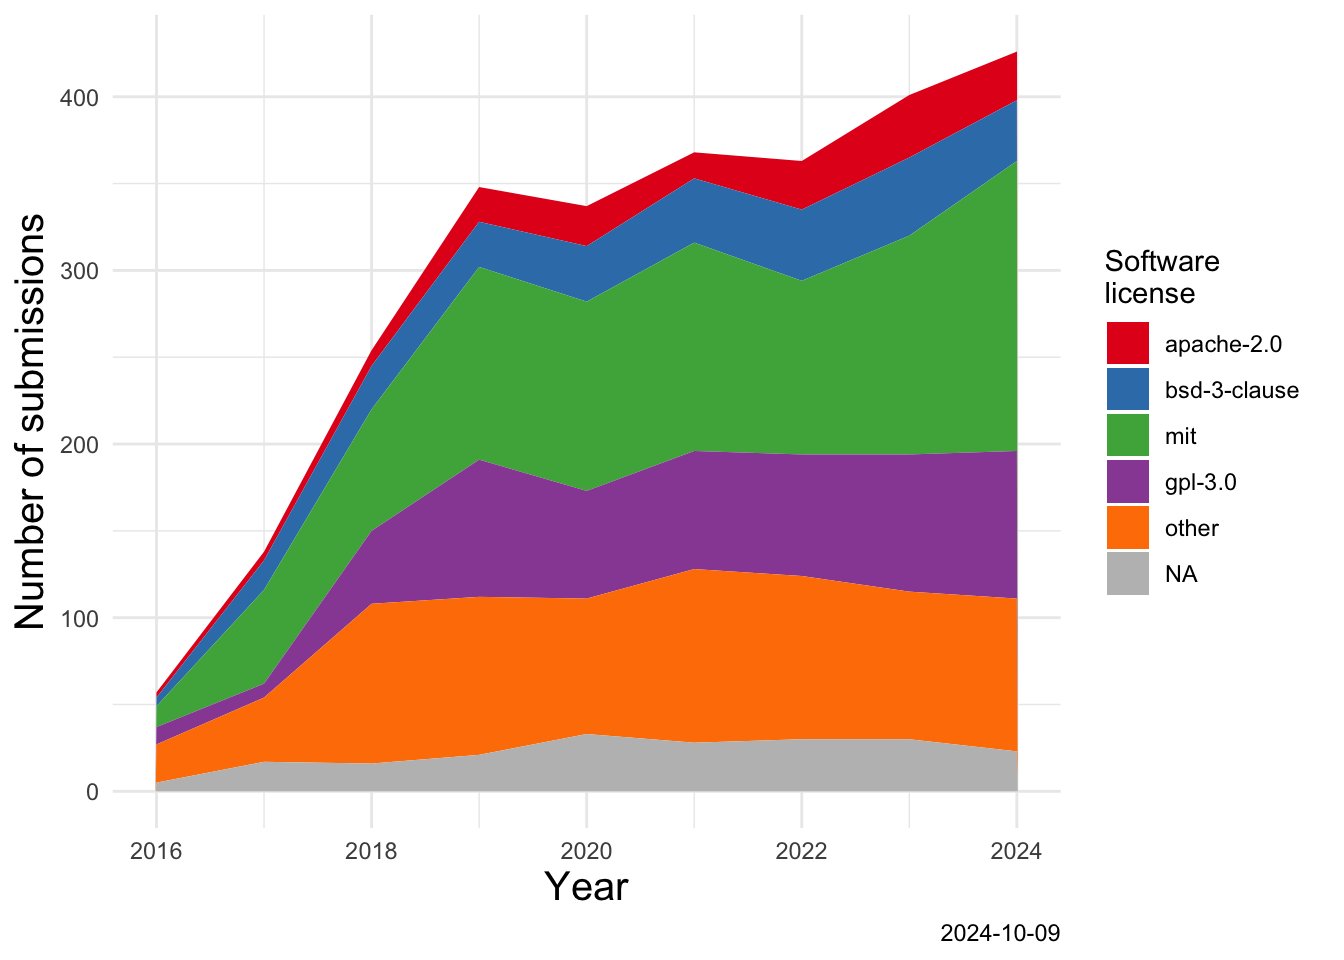 Number of submissions
400
300
200
100
0
2016
2018
2020
2022
2024
Year
2024-10-09
Software
license
apache-2.0
bsd-3-clause
mit
gpl-3.0
other
NA